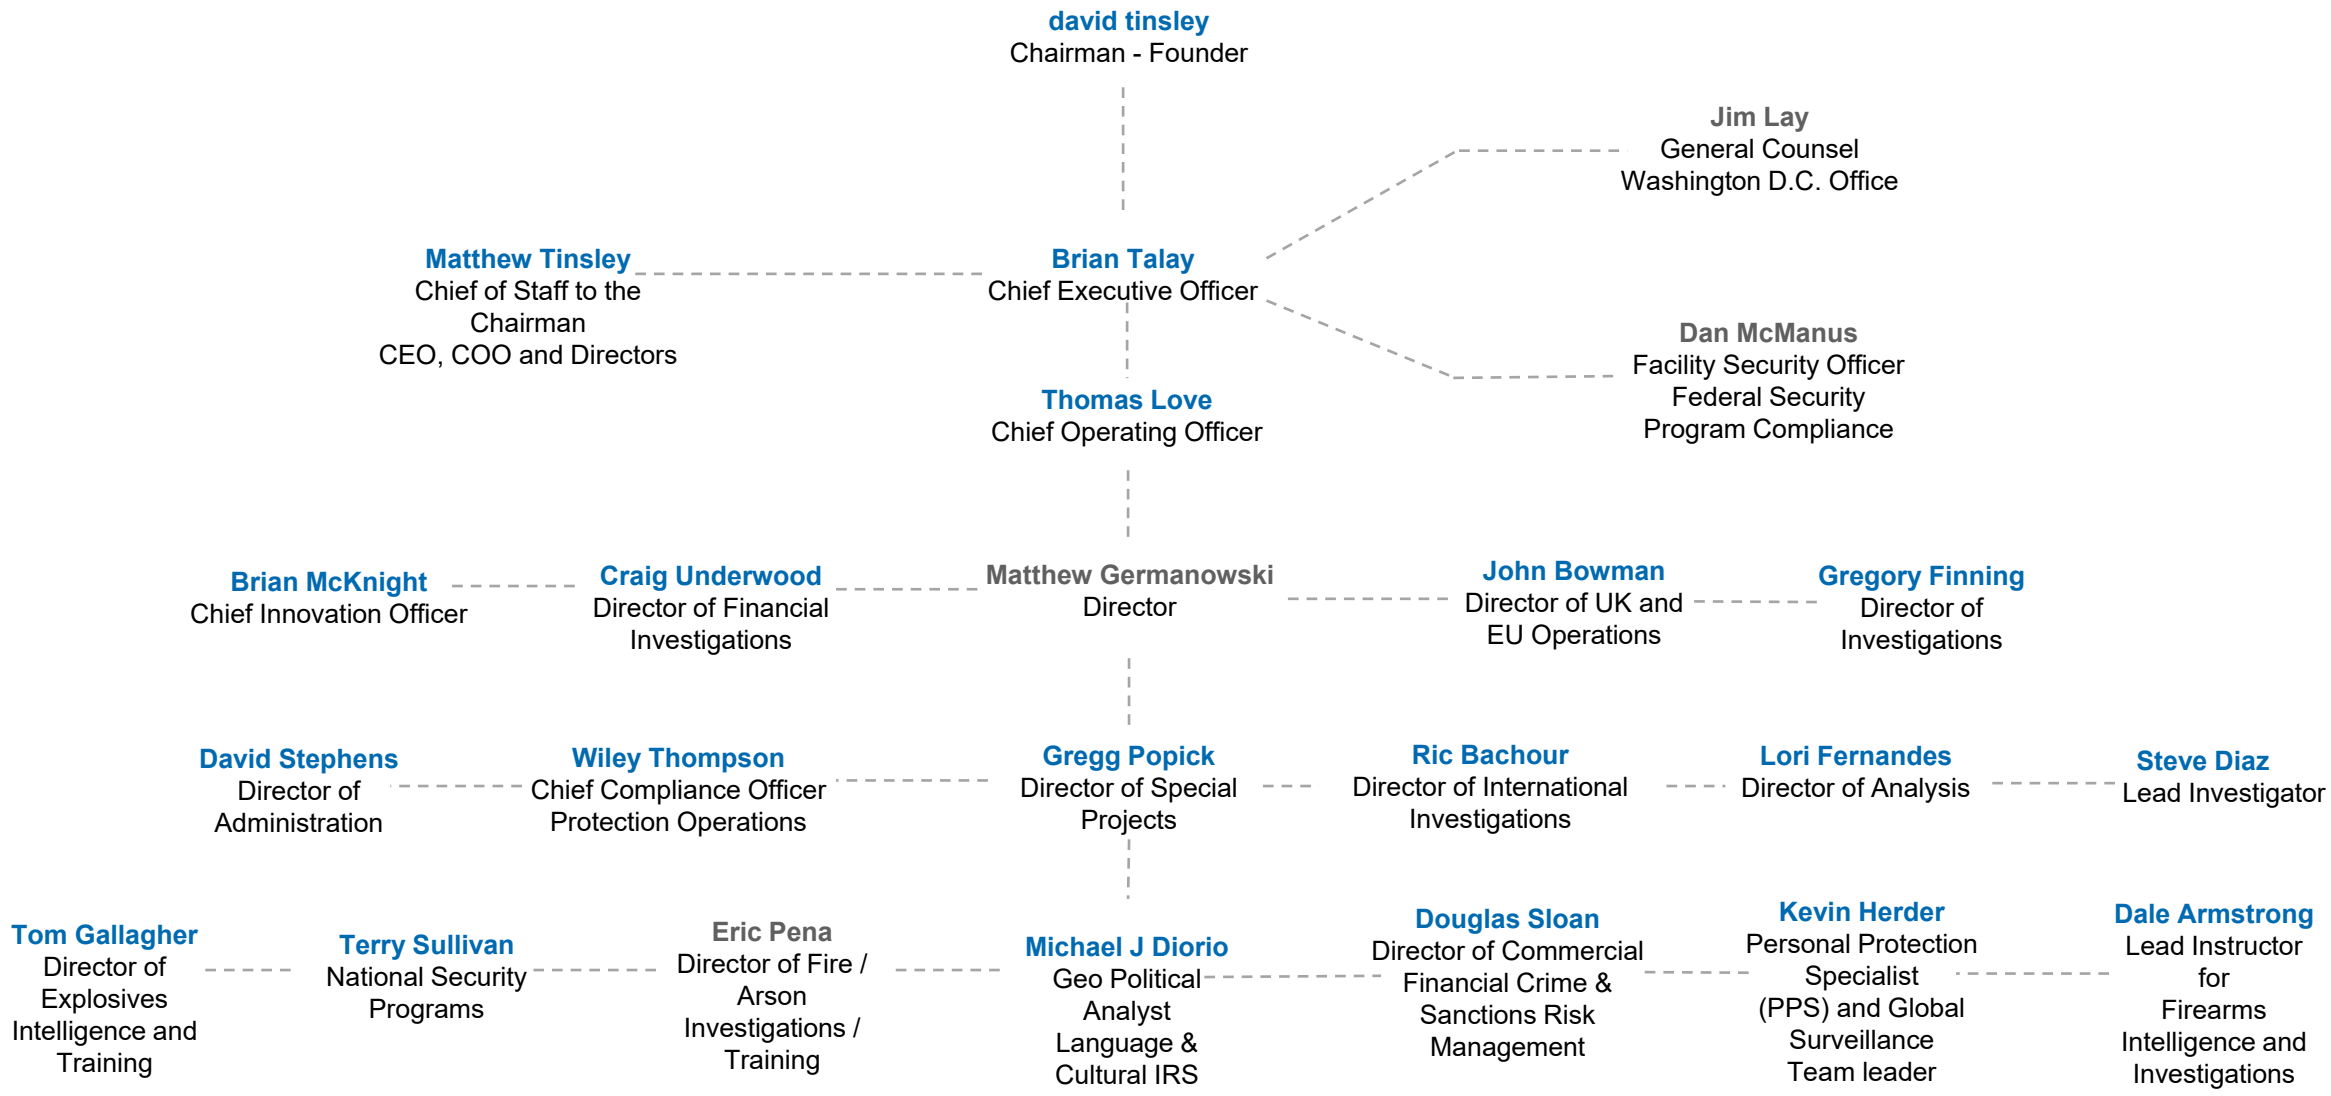 david tinsley
Chairman - Founder
Jim Lay
General Counsel
Washington D.C. Office
Matthew Tinsley
Chief of Staff to the
Chairman
CEO, COO and Directors
Brian Talay
Chief Executive Officer
Dan McManus
Facility Security Officer
Federal Security
Program Compliance
Thomas Love
Chief Operating Officer
Brian McKnight
Chief Innovation Officer
Craig Underwood
Director of Financial
Investigations
Matthew Germanowski
Director
John Bowman
Director of UK and
EU Operations
Gregory Finning
Director of
Investigations
David Stephens
Director of
Administration
Wiley Thompson
Chief Compliance Officer
Protection Operations
Gregg Popick
Director of Special
Projects
Ric Bachour
Director of International
Investigations
Lori Fernandes
Director of Analysis
Steve Diaz
Lead Investigator
Tom Gallagher
Director of
Explosives
Intelligence and
Training
Terry Sullivan
National Security
Programs
Eric Pena
Director of Fire /
Arson
Investigations /
Training
Michael J Diorio
Geo Political
Analyst
Language &
Cultural IRS
Douglas Sloan
Director of Commercial
Financial Crime &
Sanctions Risk
Management
Kevin Herder
Personal Protection
Specialist
(PPS) and Global
Surveillance
Team leader
Dale Armstrong
Lead Instructor
for
Firearms
Intelligence and
Investigations